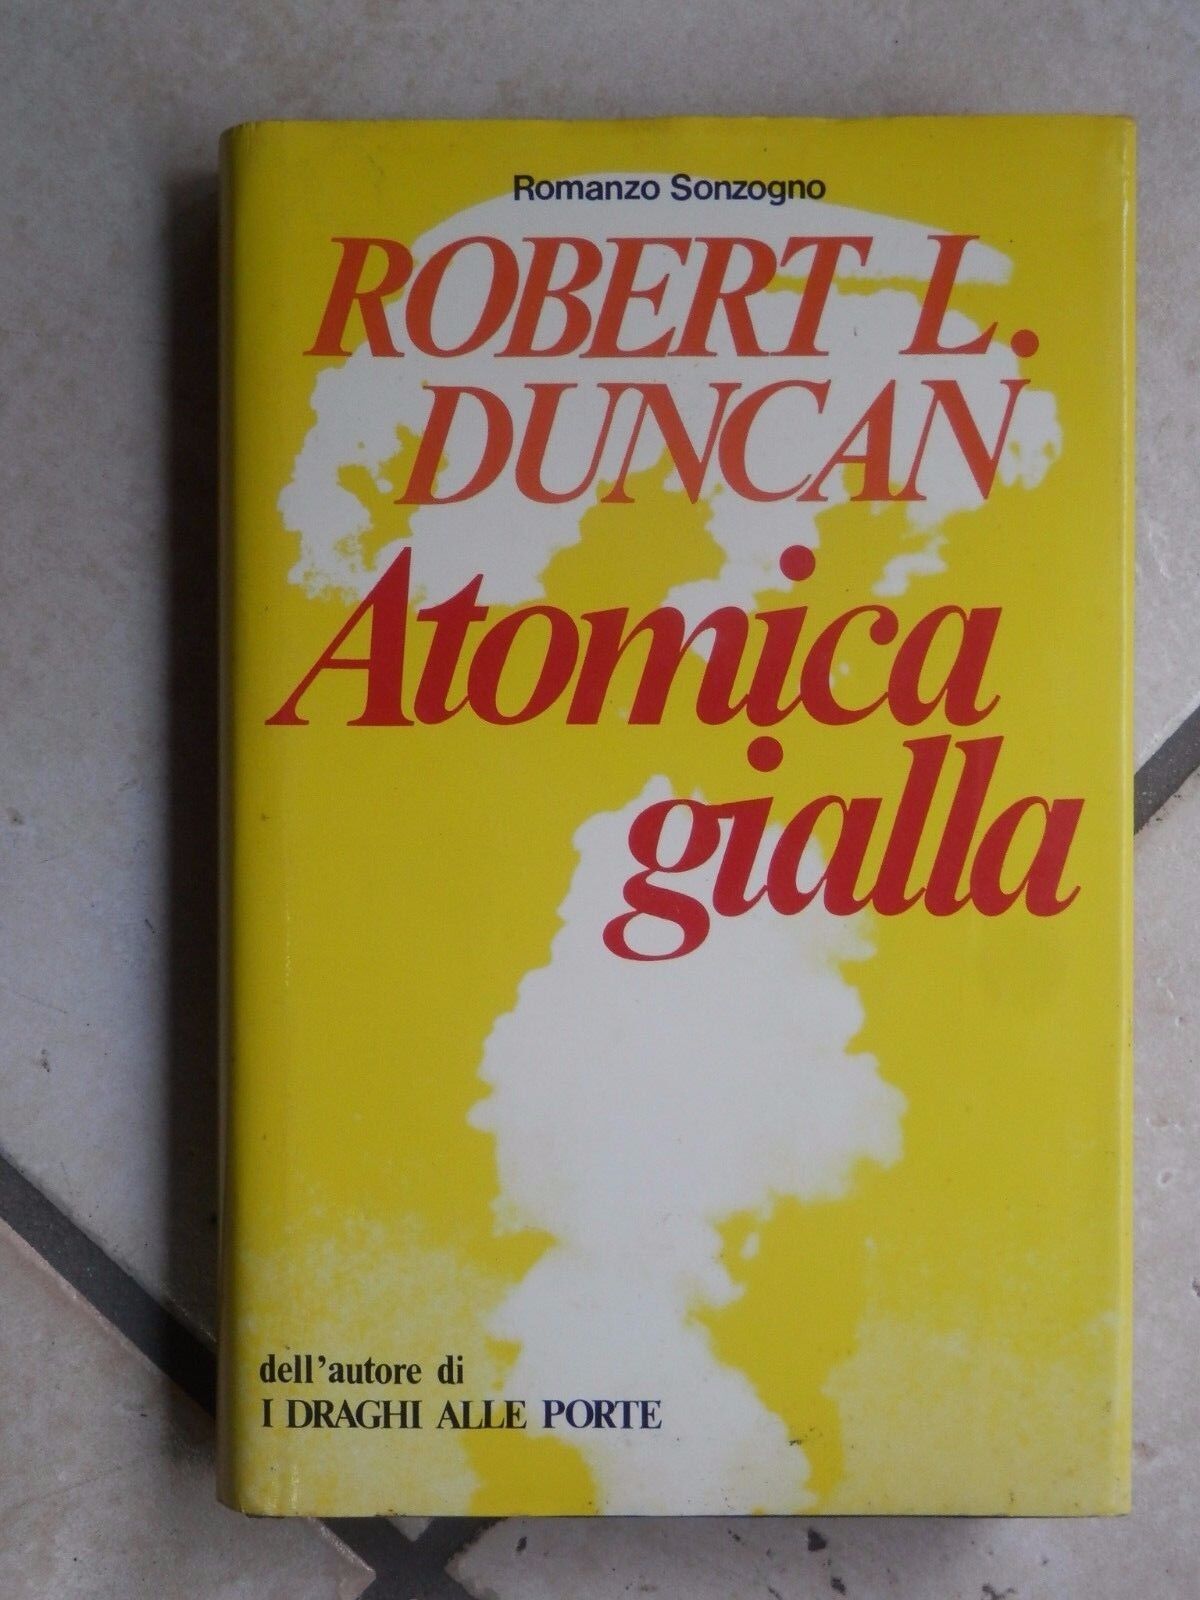 Romanzo Sonzogno
ROBERT L.
DUNCAN
Atomica
gialla
dell'autore di
I DRAGHI ALLE PORTE